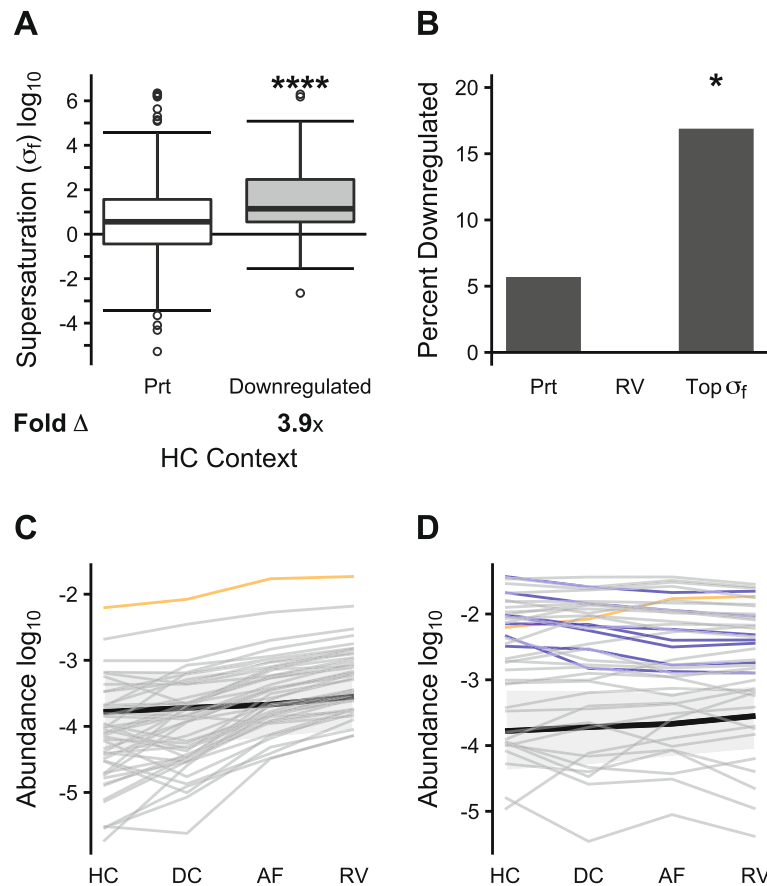 A
Supersaturation (σf) log10
6
4
2
0
-2
-4
****
Prt Downregulated
Fold Δ 3.9x
HC Context
B
Percent Downregulated
20
15
10
5
0
*
Prt RV Top σf
C
Abundance log10
-2
-3
-4
-5
HC DC AF RV
D
Abundance log10
-2
-3
-4
-5
HC DC AF RV